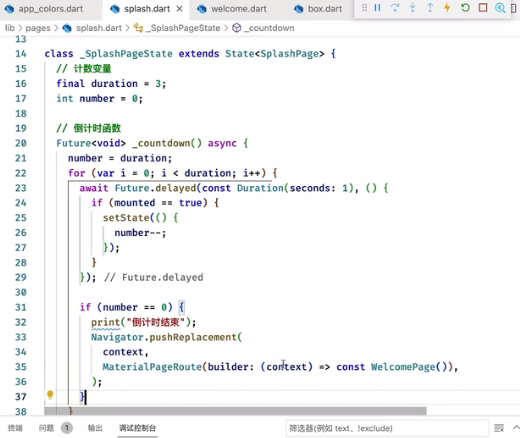 app_colors.dart
splash.dart
welcome.dart
box.dart
lib > pages > splash.dart > _SplashPageState > _countdown
13
14 class _SplashPageState extends State<SplashPage> {
15 // 计数变量
16 final duration = 3;
17 int number = 0;
18
19 // 倒计时函数
20 Future<void> _countdown() async {
21 number = duration;
22 for (var i = 0; i < duration; i++) {
23 await Future.delayed(const Duration(seconds: 1), () {
24 if (mounted == true) {
25 setState(() {
26 number--;
27 });
28 }
29 }); // Future.delayed
30
31 if (number == 0) {
32 print("倒计时结束");
33 Navigator.pushReplacement(
34 context,
35 MaterialPageRoute(builder: (context) => const WelcomePage()),
36 );
37 }
38 }
终端 问题 1 输出 调试控制台 筛选器(例如 text、!exclude)